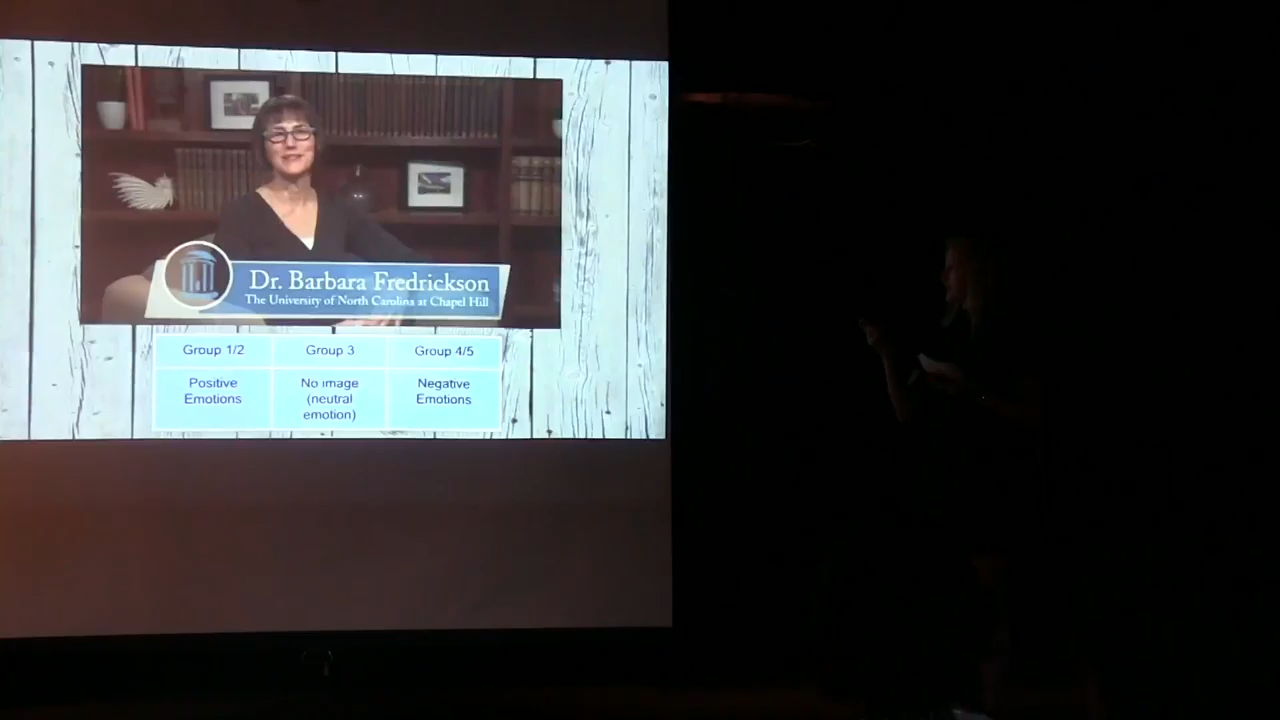 Dr. Barbara Fredrickson
The University of North Carolina at Chapel Hill
Group 1/2
Group 3
Group 4/5
Positive
Emotions
No image
(neutral
emotion)
Negative
Emotions